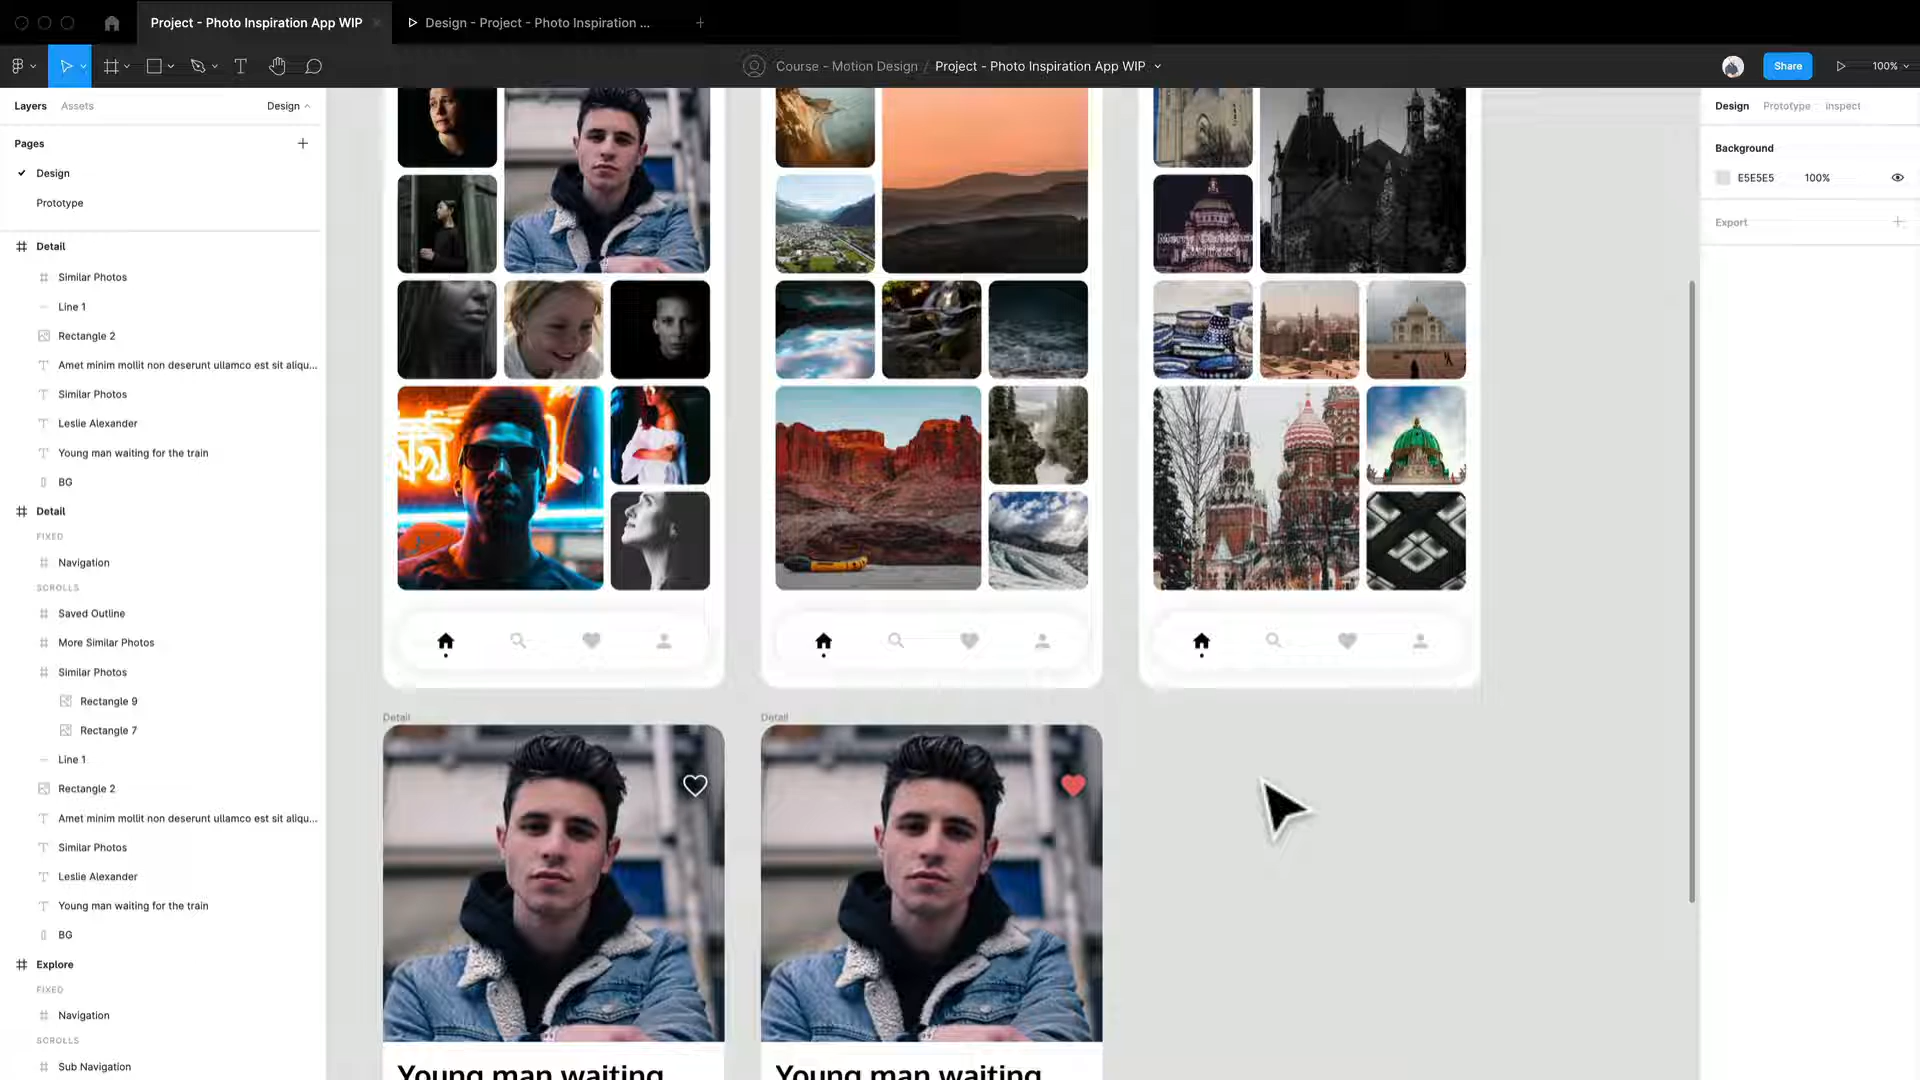 Project - Photo Inspiration App WIP
Design - Project - Photo Inspiration ...
Course - Motion Design / Project - Photo Inspiration App WIP
Share
100%
Layers
Assets
Design
Pages
Design
Prototype
Detail
Similar Photos
Line 1
Rectangle 2
Amet minim mollit non deserunt ullamco est sit aliqu...
Similar Photos
Leslie Alexander
Young man waiting for the train
BG
Detail
FIXED
Navigation
SCROLLS
Saved Outline
More Similar Photos
Similar Photos
Rectangle 9
Rectangle 7
Line 1
Rectangle 2
Amet minim mollit non deserunt ullamco est sit aliqu...
Similar Photos
Leslie Alexander
Young man waiting for the train
BG
Explore
FIXED
Navigation
SCROLLS
Sub Navigation
Merry Christmas
Detail
Detail
Young man waiting
Young man waiting
Design
Prototype
Inspect
Background
E5E5E5
100%
Export